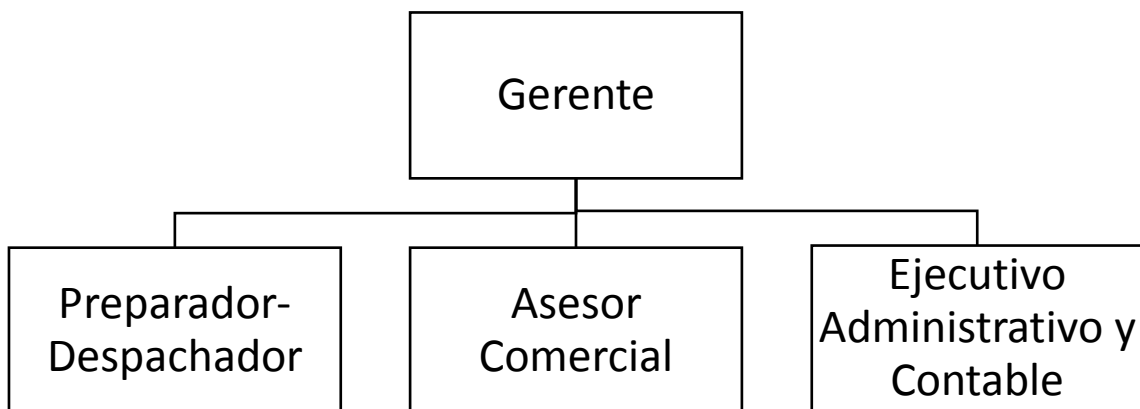 Gerente
Preparador-
Despachador
Asesor
Comercial
Ejecutivo
Administrativo y
Contable